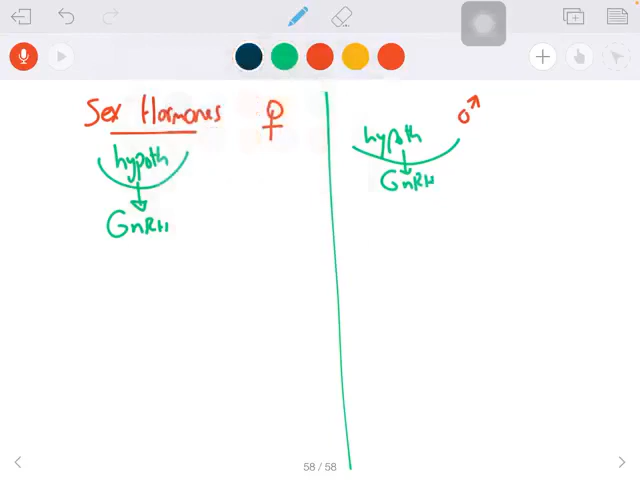 Sex Hormones ♀
hypoth
GnRH
♂
hypoth
GnRH
58 / 58